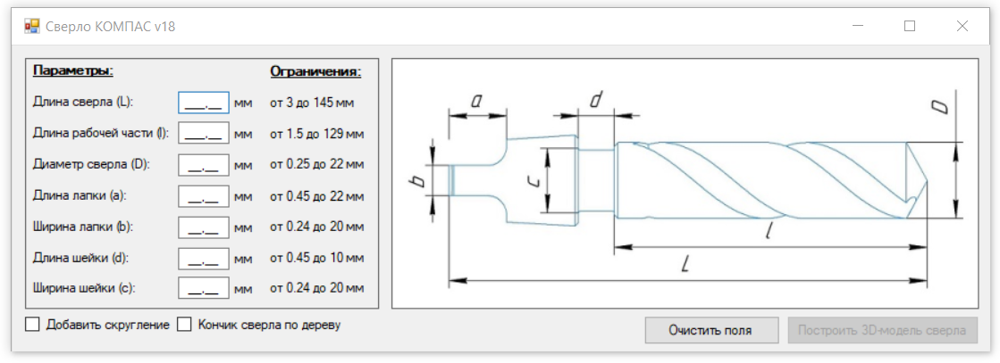 Сверло КОМПАС v18
Параметры: Ограничения:
Длина сверла (L): ___.__ мм от 3 до 145 мм
Длина рабочей части (l): ___.__ мм от 1.5 до 129 мм
Диаметр сверла (D): __.__ мм от 0.25 до 22 мм
Длина лапки (a): __.__ мм от 0.45 до 22 мм
Ширина лапки (b): __.__ мм от 0.24 до 20 мм
Длина шейки (d): __.__ мм от 0.45 до 10 мм
Ширина шейки (c): __.__ мм от 0.24 до 20 мм
a
d
D
b
c
l
L
Добавить скругление
Кончик сверла по дереву
Очистить поля
Построить 3D-модель сверла